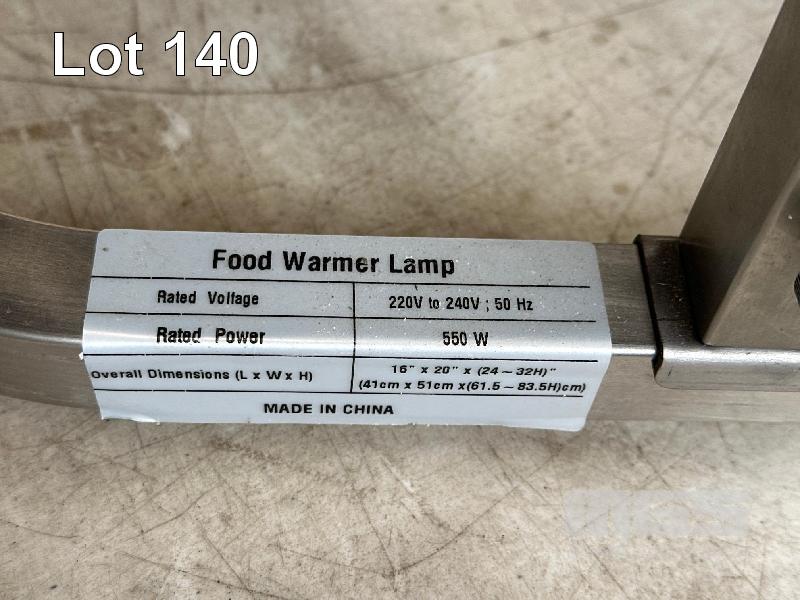 Lot 140
Food Warmer Lamp
Rated Voltage 220V to 240V ; 50 Hz
Rated Power 550 W
Overall Dimensions (L x W x H) 16" x 20" x (24 ~ 32H)"
(41cm x 51cm x(61.5 ~ 83.5H)cm)
MADE IN CHINA